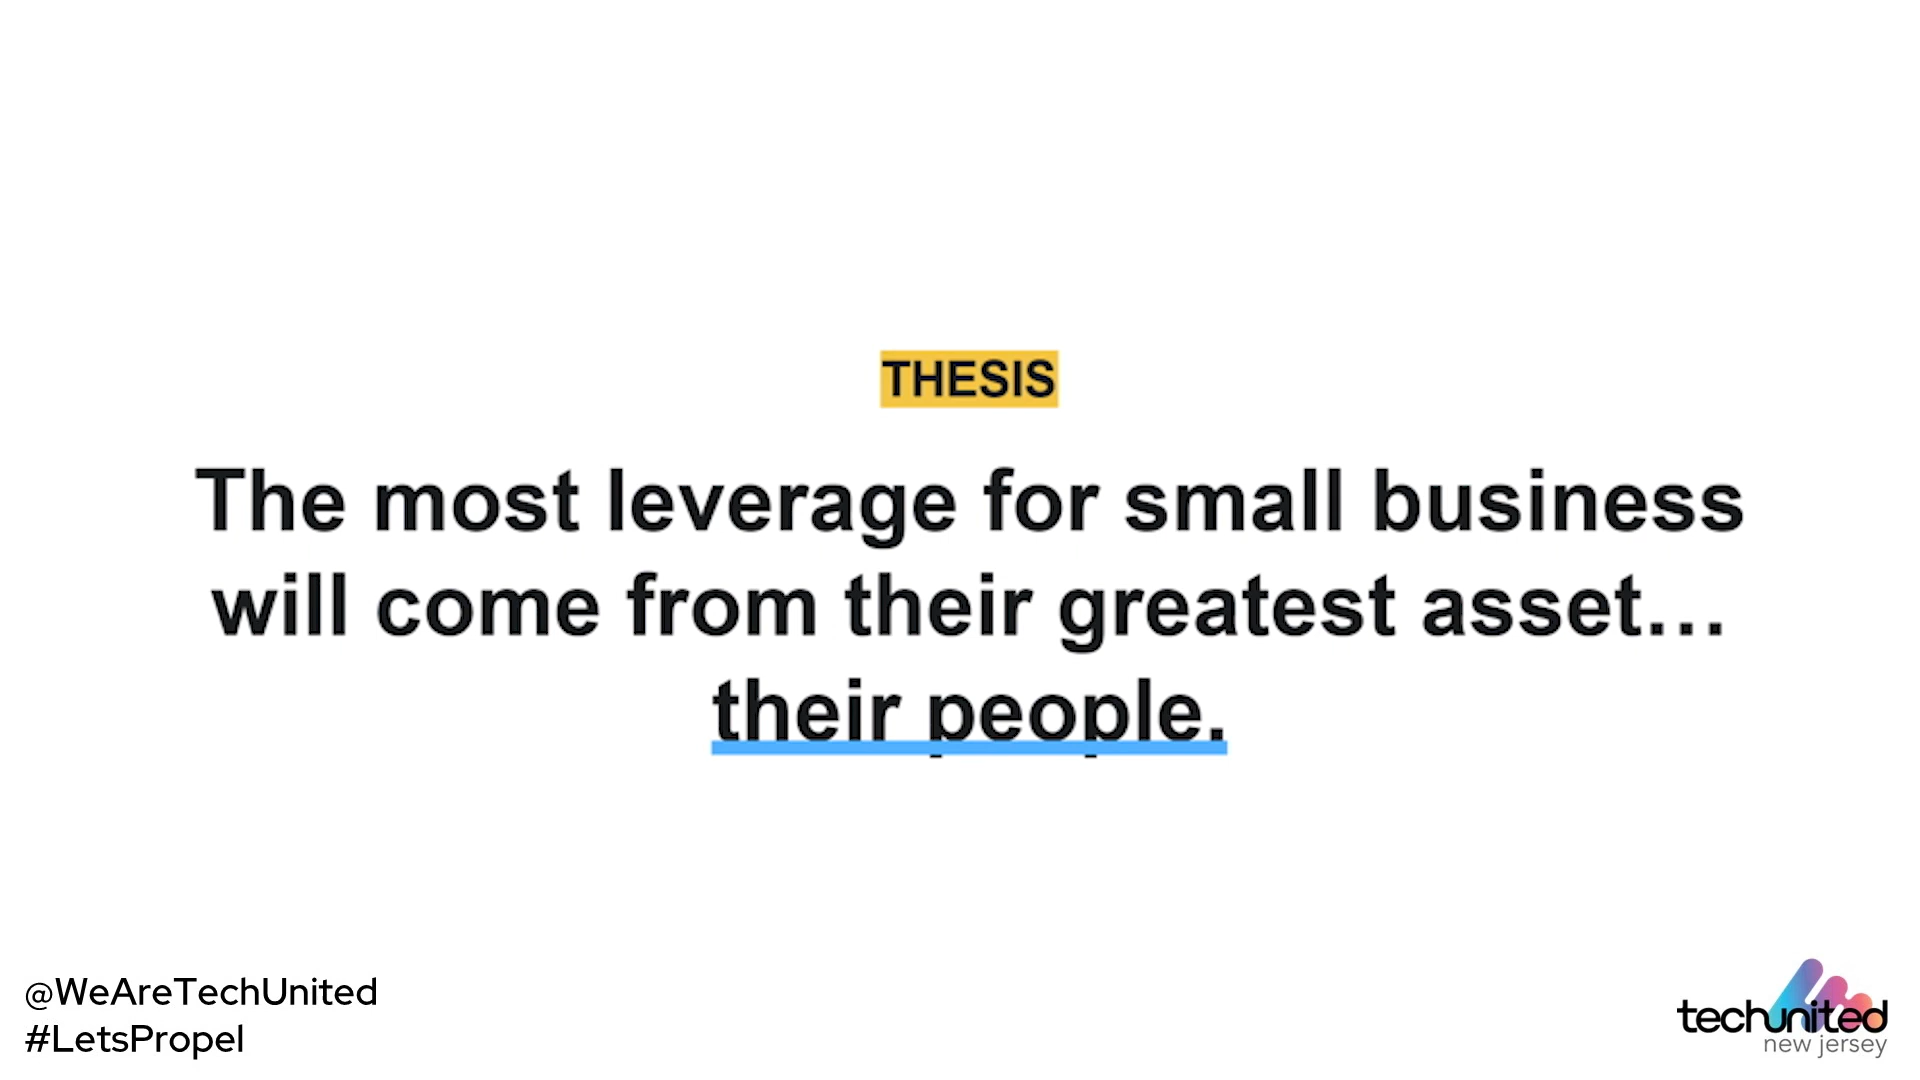 THESIS
The most leverage for small business
will come from their greatest asset...
their people.
@WeAreTechUnited
#LetsPropel
techunited
new jersey